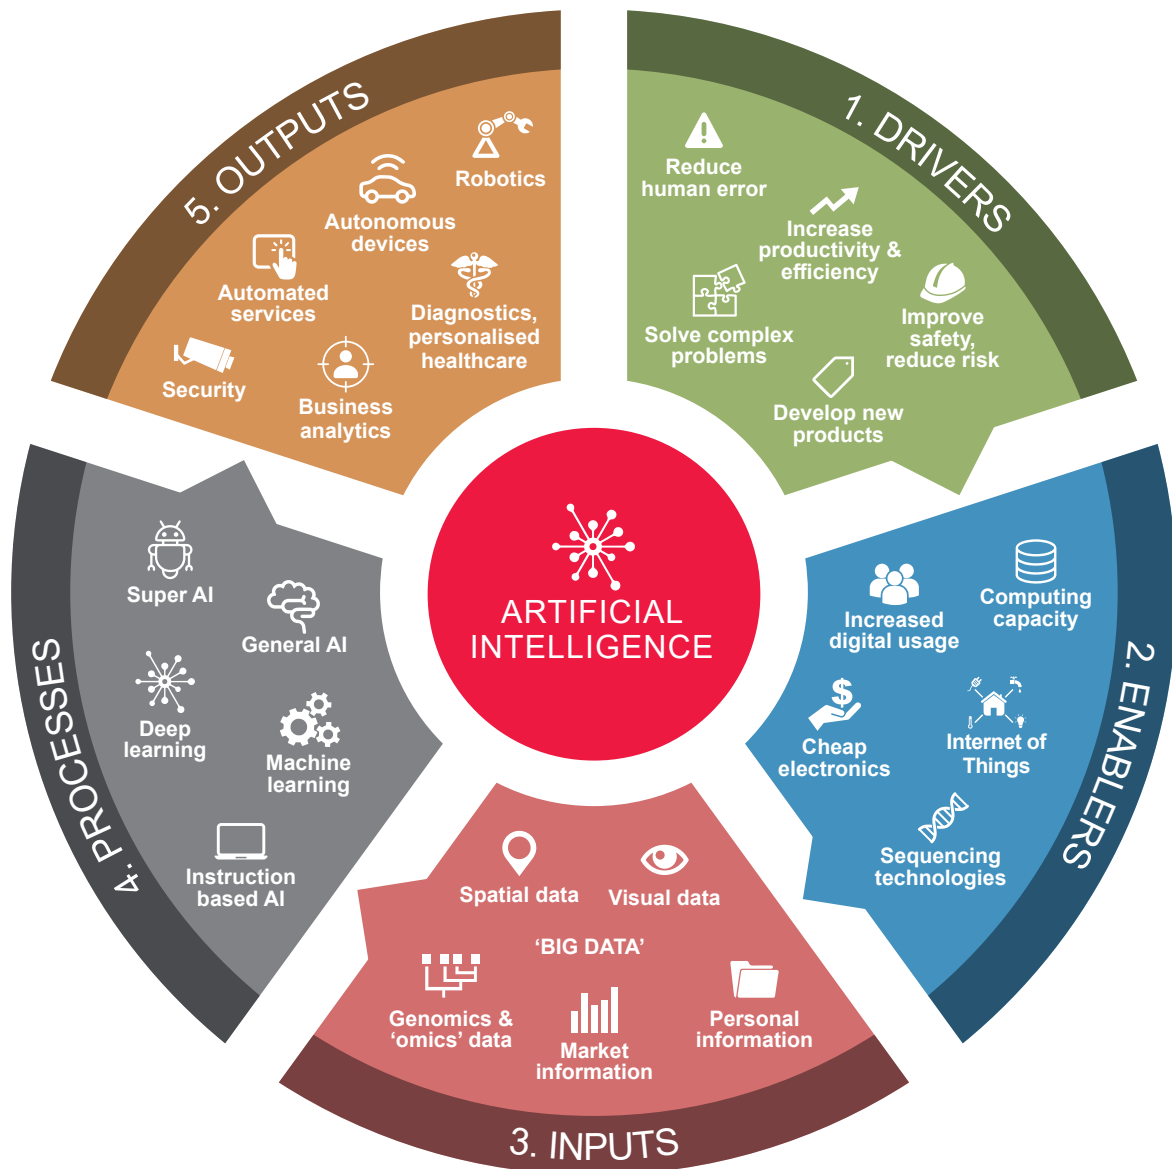 ARTIFICIAL
INTELLIGENCE
1. DRIVERS
Reduce
human error
Increase
productivity &
efficiency
Improve
safety,
reduce risk
Solve complex
problems
Develop new
products
2. ENABLERS
Increased
digital usage
Computing
capacity
$
Cheap
electronics
Internet of
Things
Sequencing
technologies
3. INPUTS
Spatial data
Visual data
‘BIG DATA’
Genomics &
‘omics’ data
Market
information
Personal
information
4. PROCESSES
Super AI
General AI
Deep
learning
Machine
learning
Instruction
based AI
5. OUTPUTS
Robotics
Autonomous
devices
Automated
services
Diagnostics,
personalised
healthcare
Security
Business
analytics